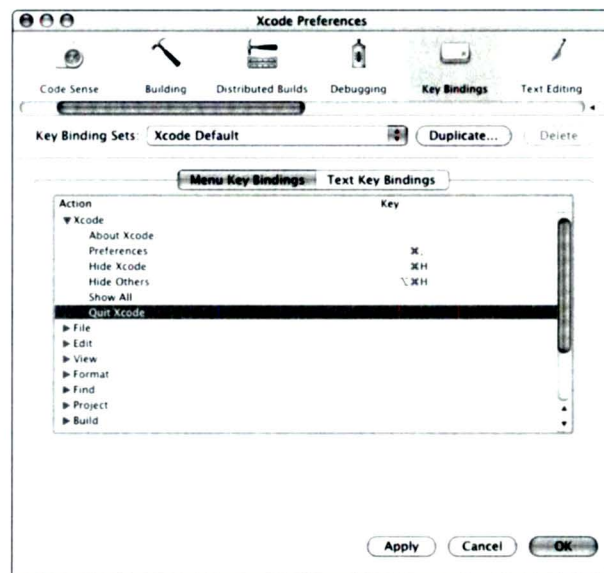 Xcode Preferences
Code Sense Building Distributed Builds Debugging Key Bindings Text Editing
Key Binding Sets: Xcode Default Duplicate... Delete
Menu Key Bindings Text Key Bindings
Action Key
▼ Xcode
About Xcode
Preferences ⌘,
Hide Xcode ⌘H
Hide Others ⌥⌘H
Show All
Quit Xcode
▶ File
▶ Edit
▶ View
▶ Format
▶ Find
▶ Project
▶ Build
Apply Cancel OK